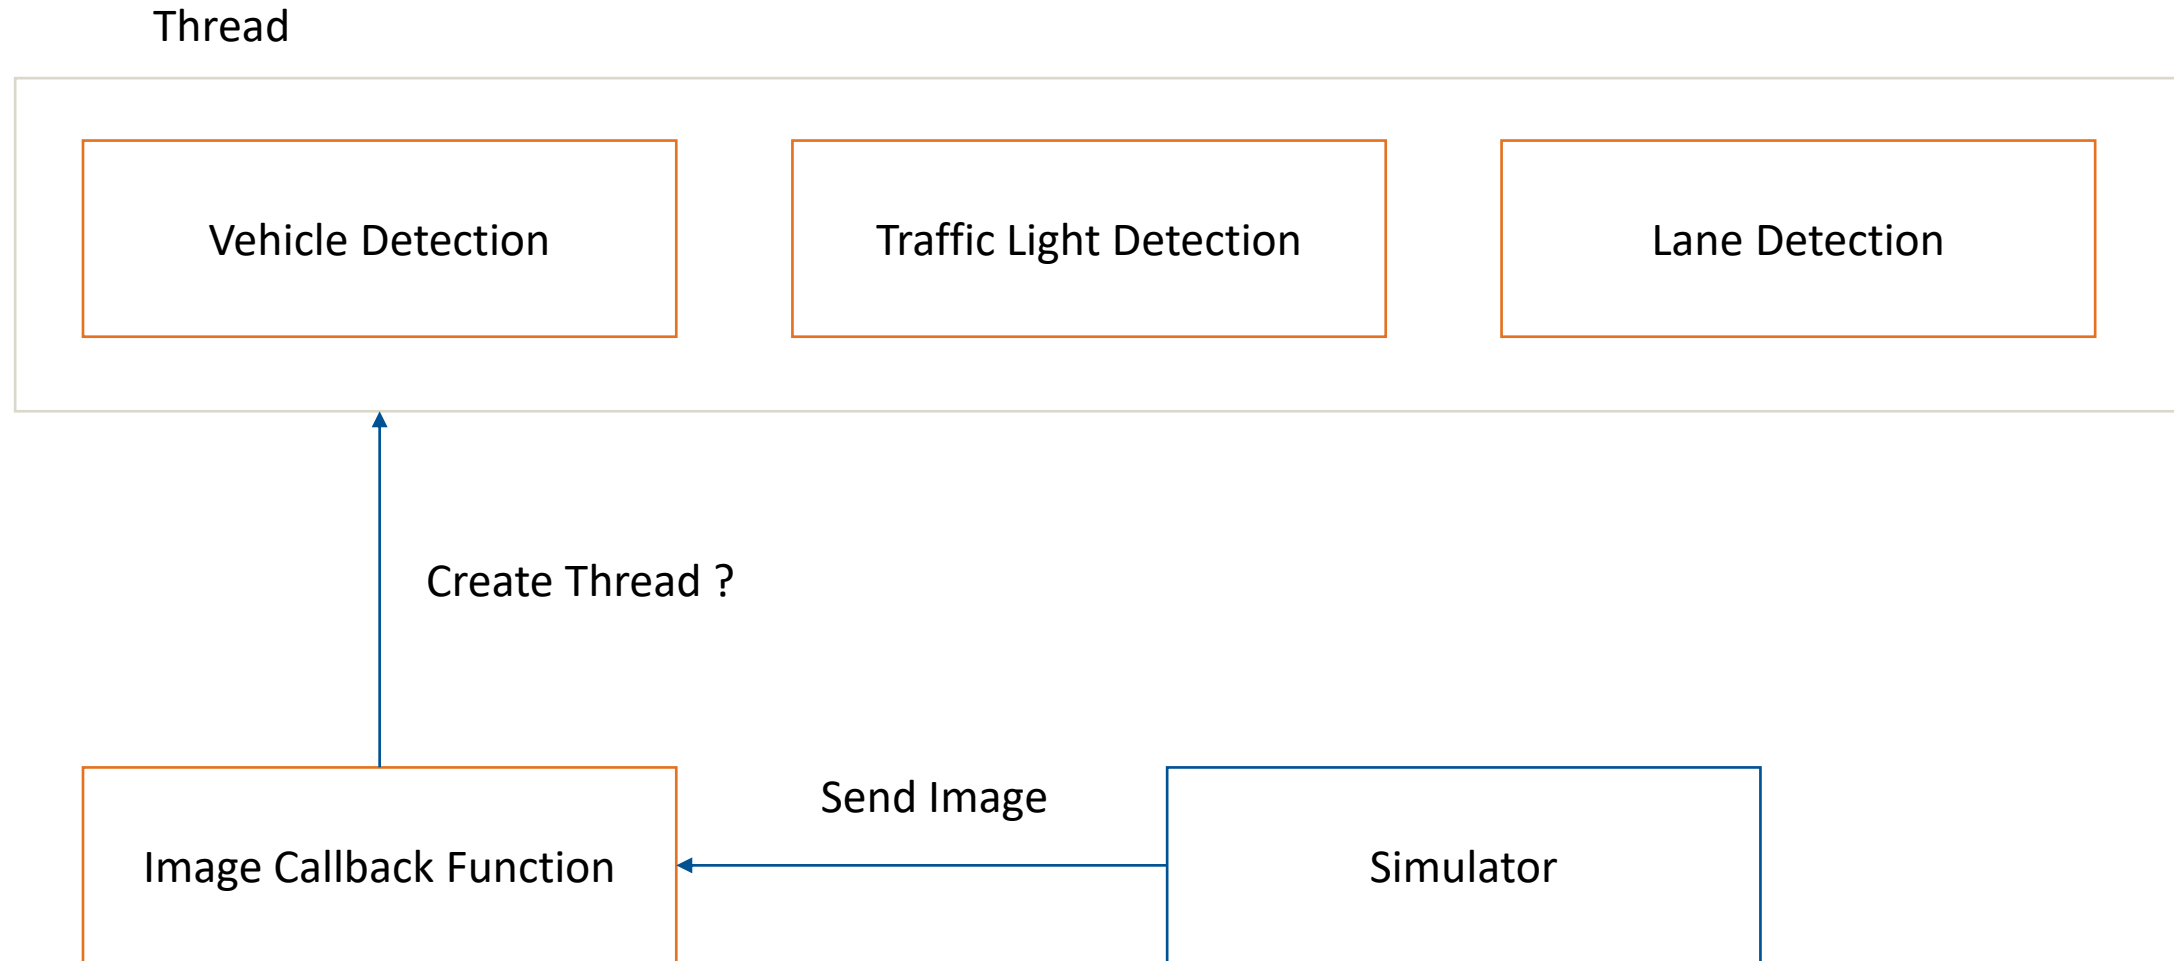 Thread
Vehicle Detection
Traffic Light Detection
Lane Detection
Create Thread ?
Send Image
Image Callback Function
Simulator